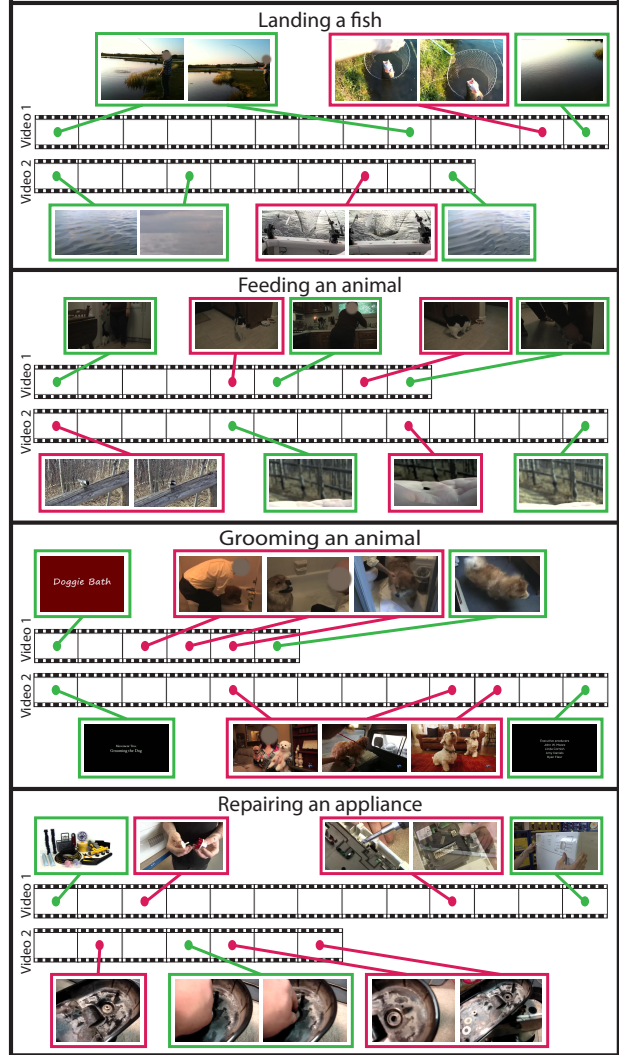 Landing a fish
Video 1
Video 2
Feeding an animal
Video 1
Video 2
Grooming an animal
Doggie Bath
Video 1
Video 2
Grooming the Dog
Repairing an appliance
Video 1
Video 2